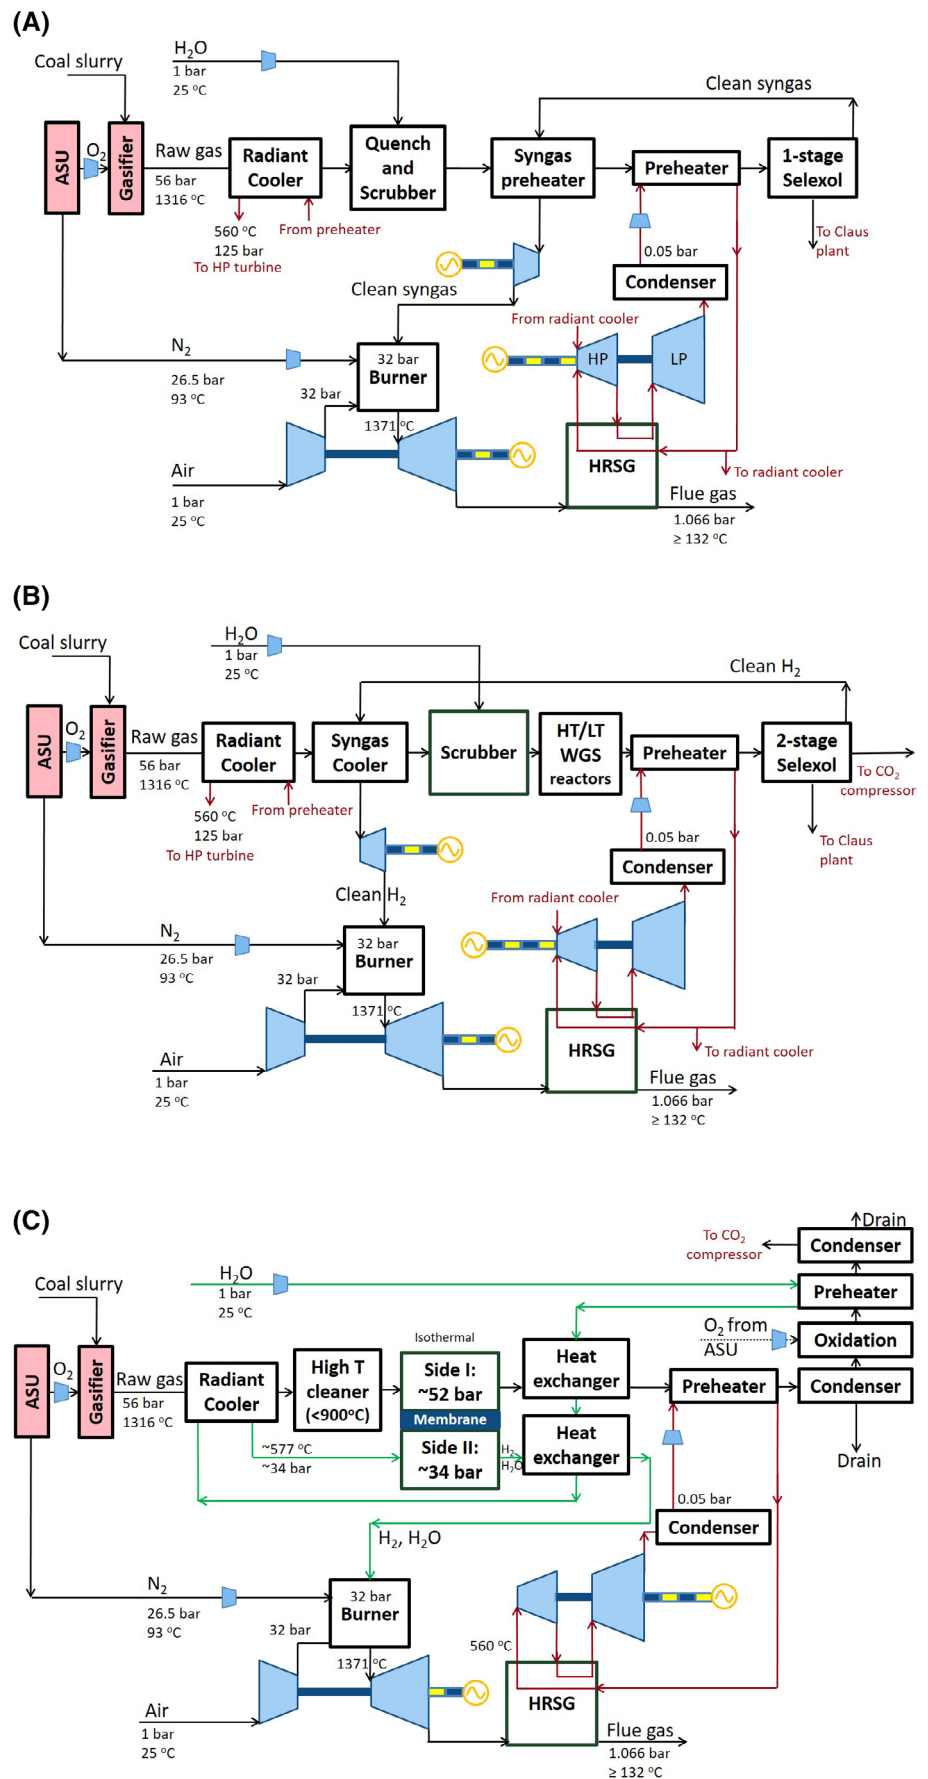 (A)
H2O
Coal slurry
1 bar
25 °C
Clean syngas
ASU
O2
Gasifier
Raw gas
56 bar
1316 °C
Radiant
Cooler
Quench
and
Scrubber
Syngas
preheater
Preheater
1-stage
Selexol
560 °C
125 bar
To HP turbine
From preheater
To Claus
plant
0.05 bar
Condenser
Clean syngas
From radiant cooler
N2
26.5 bar
93 °C
32 bar
Burner
32 bar
HP
LP
1371 °C
Air
1 bar
25 °C
HRSG
To radiant cooler
Flue gas
1.066 bar
≥ 132 °C
(B)
H2O
Coal slurry
1 bar
25 °C
Clean H2
ASU
O2
Gasifier
Raw gas
56 bar
1316 °C
Radiant
Cooler
Syngas
Cooler
Scrubber
HT/LT
WGS
reactors
Preheater
2-stage
Selexol
To CO2
compressor
560 °C
125 bar
To HP turbine
From preheater
To Claus
plant
0.05 bar
Condenser
Clean H2
From radiant cooler
N2
26.5 bar
93 °C
32 bar
Burner
32 bar
1371 °C
Air
1 bar
25 °C
HRSG
To radiant cooler
Flue gas
1.066 bar
≥ 132 °C
(C)
Drain
To CO2
compressor
Condenser
H2O
Coal slurry
1 bar
25 °C
Preheater
O2 from
ASU
Oxidation
Isothermal
ASU
O2
Gasifier
Raw gas
56 bar
1316 °C
Radiant
Cooler
High T
cleaner
(<900°C)
Side I:
~52 bar
Membrane
Side II:
~34 bar
Heat
exchanger
Preheater
Condenser
~577 °C
~34 bar
H2
H2O
Heat
exchanger
Drain
0.05 bar
Condenser
H2, H2O
N2
26.5 bar
93 °C
32 bar
Burner
32 bar
560 °C
1371 °C
Air
1 bar
25 °C
HRSG
Flue gas
1.066 bar
≥ 132 °C